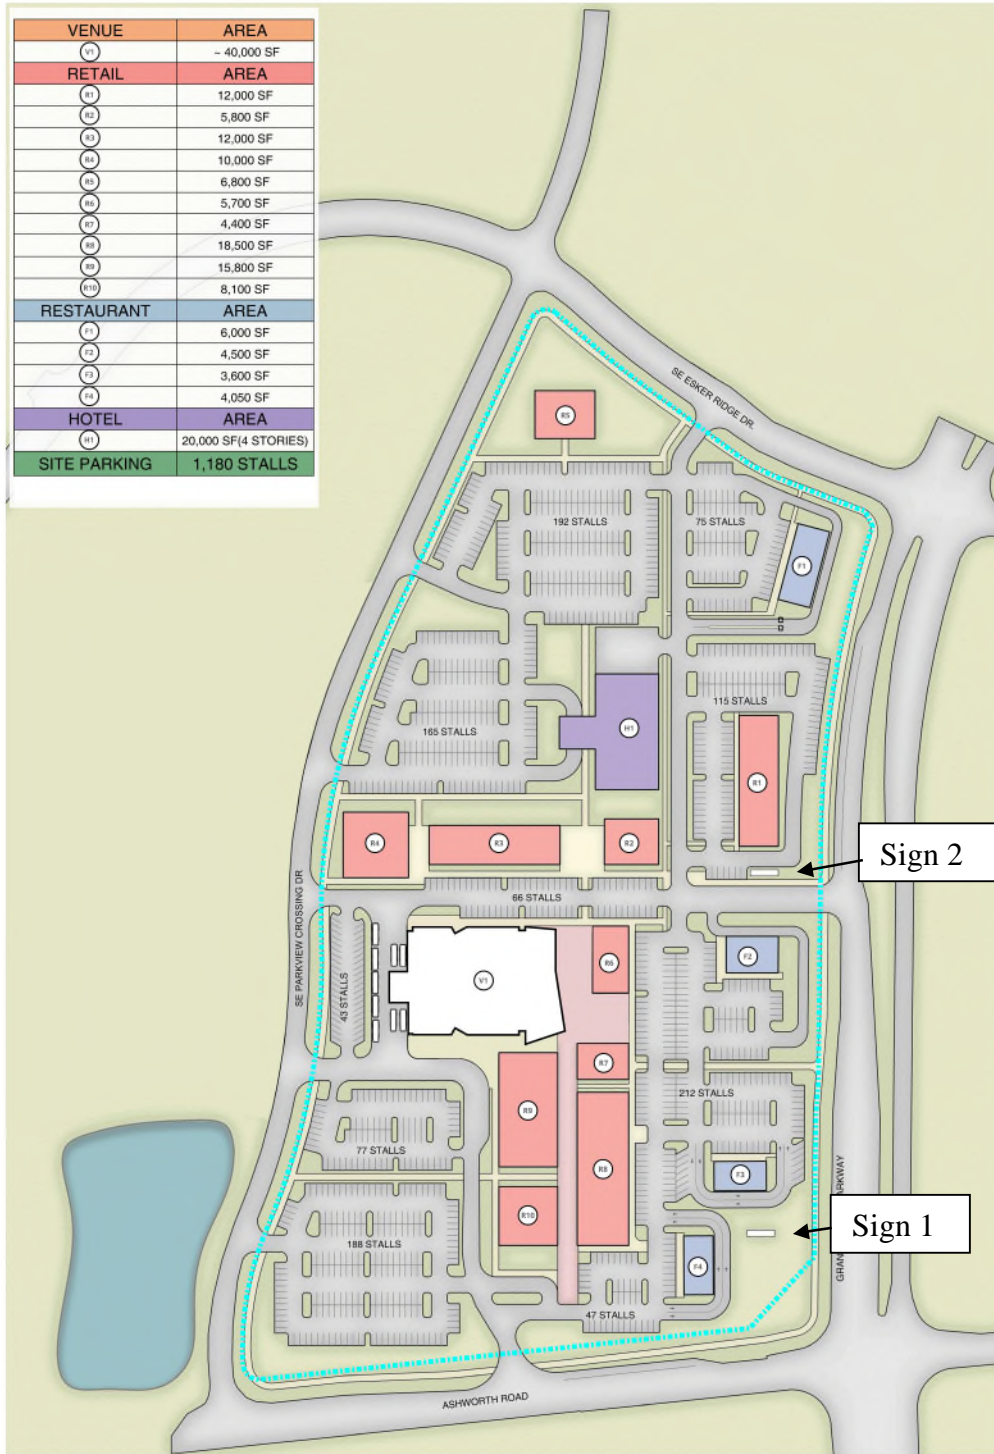 VENUE AREA
V1 ~ 40,000 SF
RETAIL AREA
R1 12,000 SF
R2 5,800 SF
R3 12,000 SF
R4 10,000 SF
R5 6,800 SF
R6 5,700 SF
R7 4,400 SF
R8 18,500 SF
R9 15,800 SF
R10 8,100 SF
RESTAURANT AREA
F1 6,000 SF
F2 4,500 SF
F3 3,600 SF
F4 4,050 SF
HOTEL AREA
H1 20,000 SF(4 STORIES)
SITE PARKING 1,180 STALLS
SE ESKER RIDGE DR.
R5
192 STALLS
75 STALLS
F1
115 STALLS
165 STALLS
H1
R1
R4
R3
R2
Sign 2
66 STALLS
SE PARKVIEW CROSSING DR
43 STALLS
V1
R6
F2
R7
212 STALLS
R9
77 STALLS
R8
F3
R10
Sign 1
188 STALLS
F4
47 STALLS
ASHWORTH ROAD